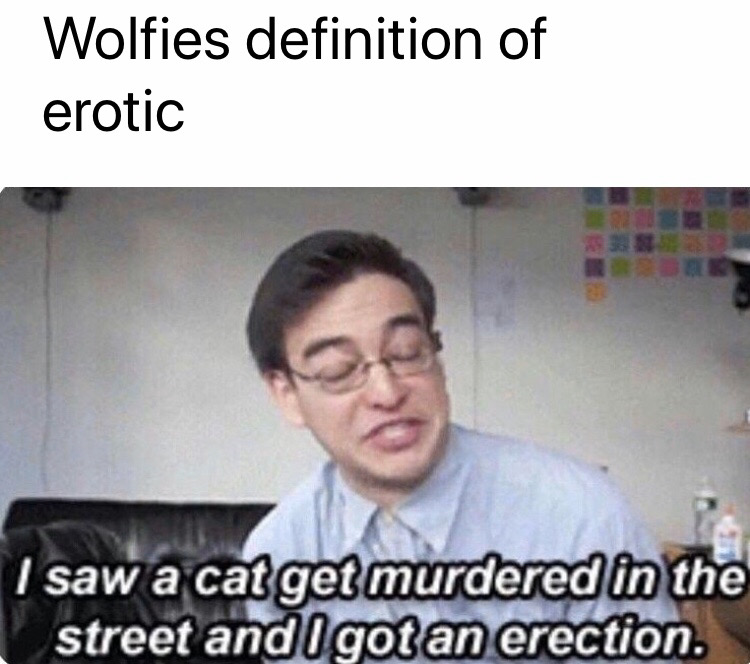 Wolfies definition of
erotic
I saw a cat get murdered in the
street and I got an erection.